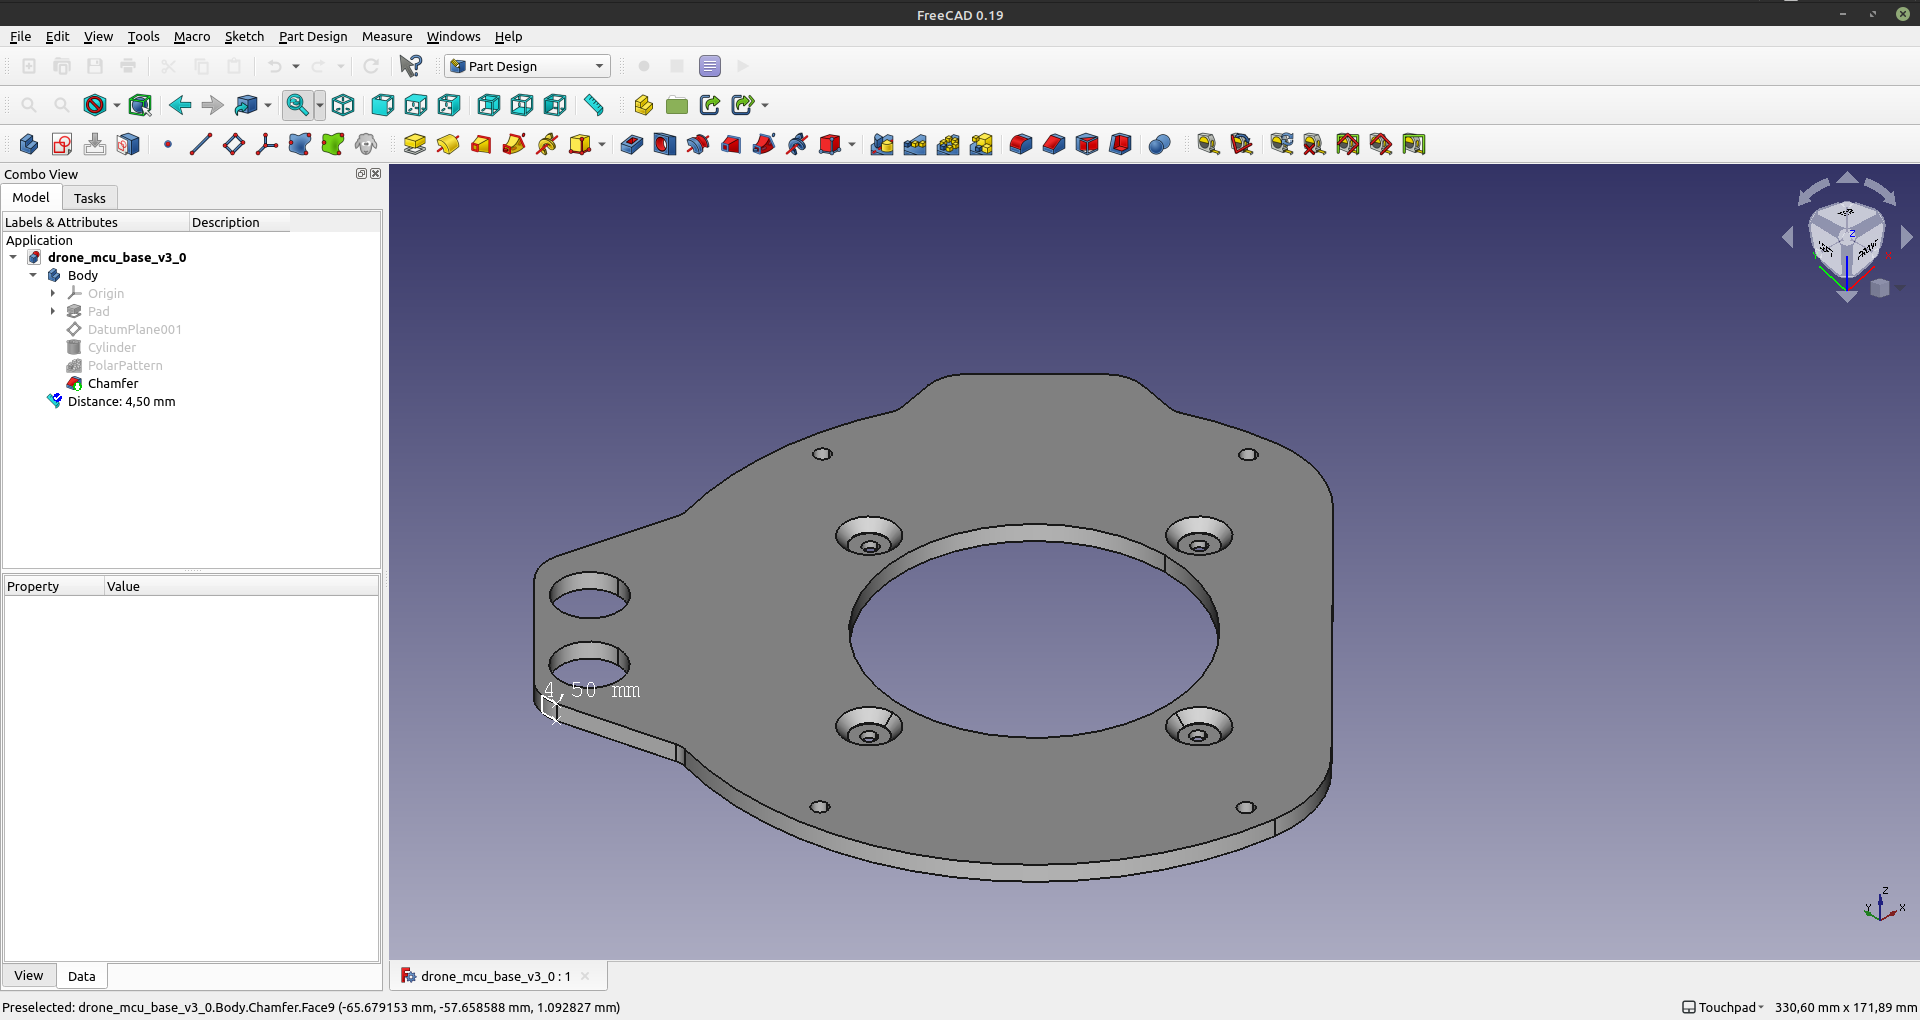 FreeCAD 0.19
File Edit View Tools Macro Sketch Part Design Measure Windows Help
Part Design
Combo View
Model Tasks
Labels & Attributes Description
Application
drone_mcu_base_v3_0
Body
Origin
Pad
DatumPlane001
Cylinder
PolarPattern
Chamfer
Distance: 4,50 mm
Property Value
View Data
4,50 mm
Z
Z
Y X
drone_mcu_base_v3_0 : 1
Preselected: drone_mcu_base_v3_0.Body.Chamfer.Face9 (-65.679153 mm, -57.658588 mm, 1.092827 mm)
Touchpad 330,60 mm x 171,89 mm